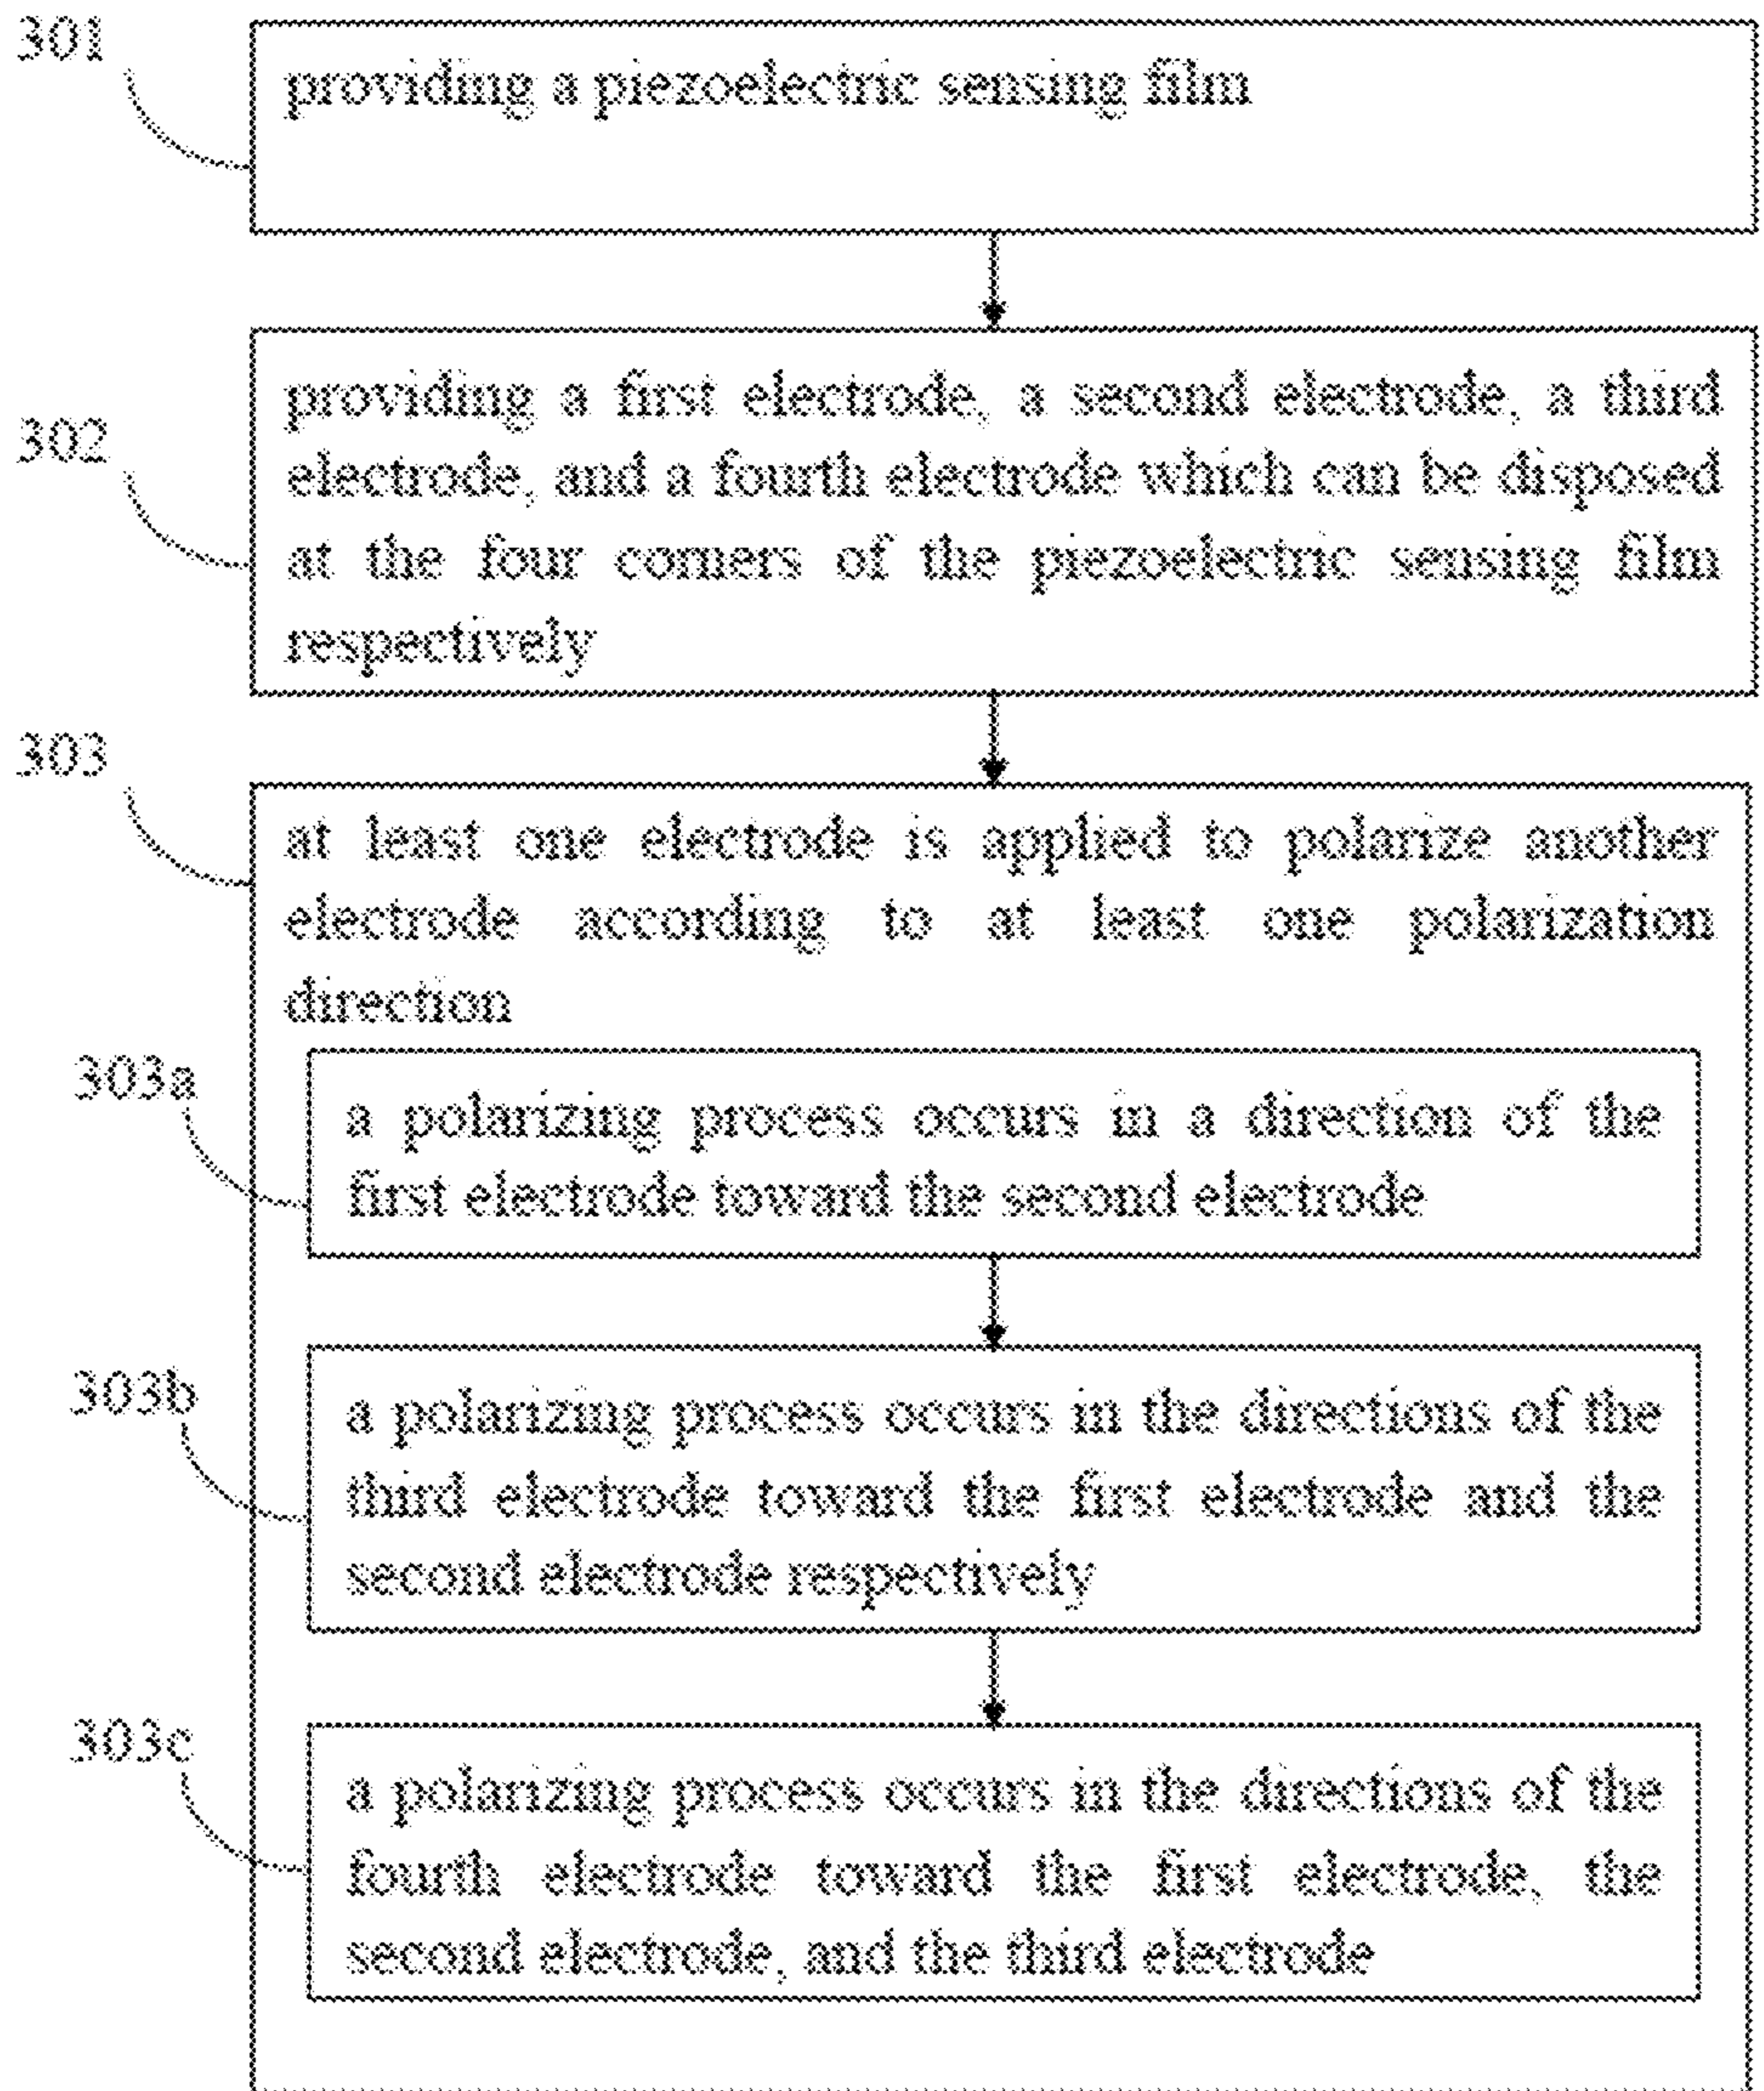 301
providing a piezoelectric sensing film
302
providing a first electrode, a second electrode, a third
electrode, and a fourth electrode which can be disposed
at the four corners of the piezoelectric sensing film
respectively
303
at least one electrode is applied to polarize another
electrode according to at least one polarization
direction
303a
a polarizing process occurs in a direction of the
first electrode toward the second electrode
303b
a polarizing process occurs in the directions of the
third electrode toward the first electrode and the
second electrode respectively
303c
a polarizing process occurs in the directions of the
fourth electrode toward the first electrode, the
second electrode, and the third electrode